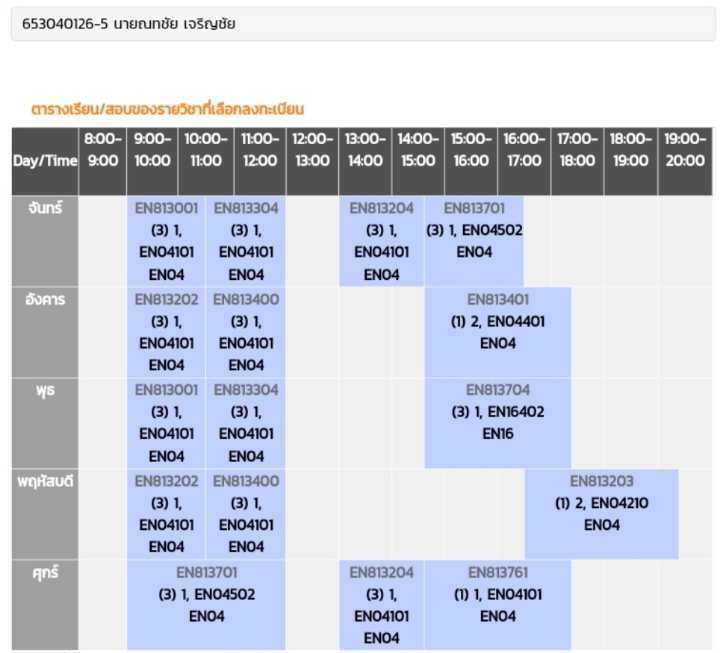 653040126-5 นายณทชัย เจริญชัย
ตารางเรียน/สอบของรายวิชาที่เลือกลงทะเบียน
Day/Time 8:00-9:00 9:00-10:00 10:00-11:00 11:00-12:00 12:00-13:00 13:00-14:00 14:00-15:00 15:00-16:00 16:00-17:00 17:00-18:00 18:00-19:00 19:00-20:00
จันทร์ EN813001 EN813304 EN813204 EN813701
(3) 1, (3) 1, (3) 1, (3) 1, EN04502
EN04101 EN04101 EN04101 EN04
EN04 EN04 EN04
อังคาร EN813202 EN813400 EN813401
(3) 1, (3) 1, (1) 2, EN04401
EN04101 EN04101 EN04
EN04 EN04
พุธ EN813001 EN813304 EN813704
(3) 1, (3) 1, (3) 1, EN16402
EN04101 EN04101 EN16
EN04 EN04
พฤหัสบดี EN813202 EN813400 EN813203
(3) 1, (3) 1, (1) 2, EN04210
EN04101 EN04101 EN04
EN04 EN04
ศุกร์ EN813701 EN813204 EN813761
(3) 1, EN04502 (3) 1, (1) 1, EN04101
EN04 EN04101 EN04
EN04